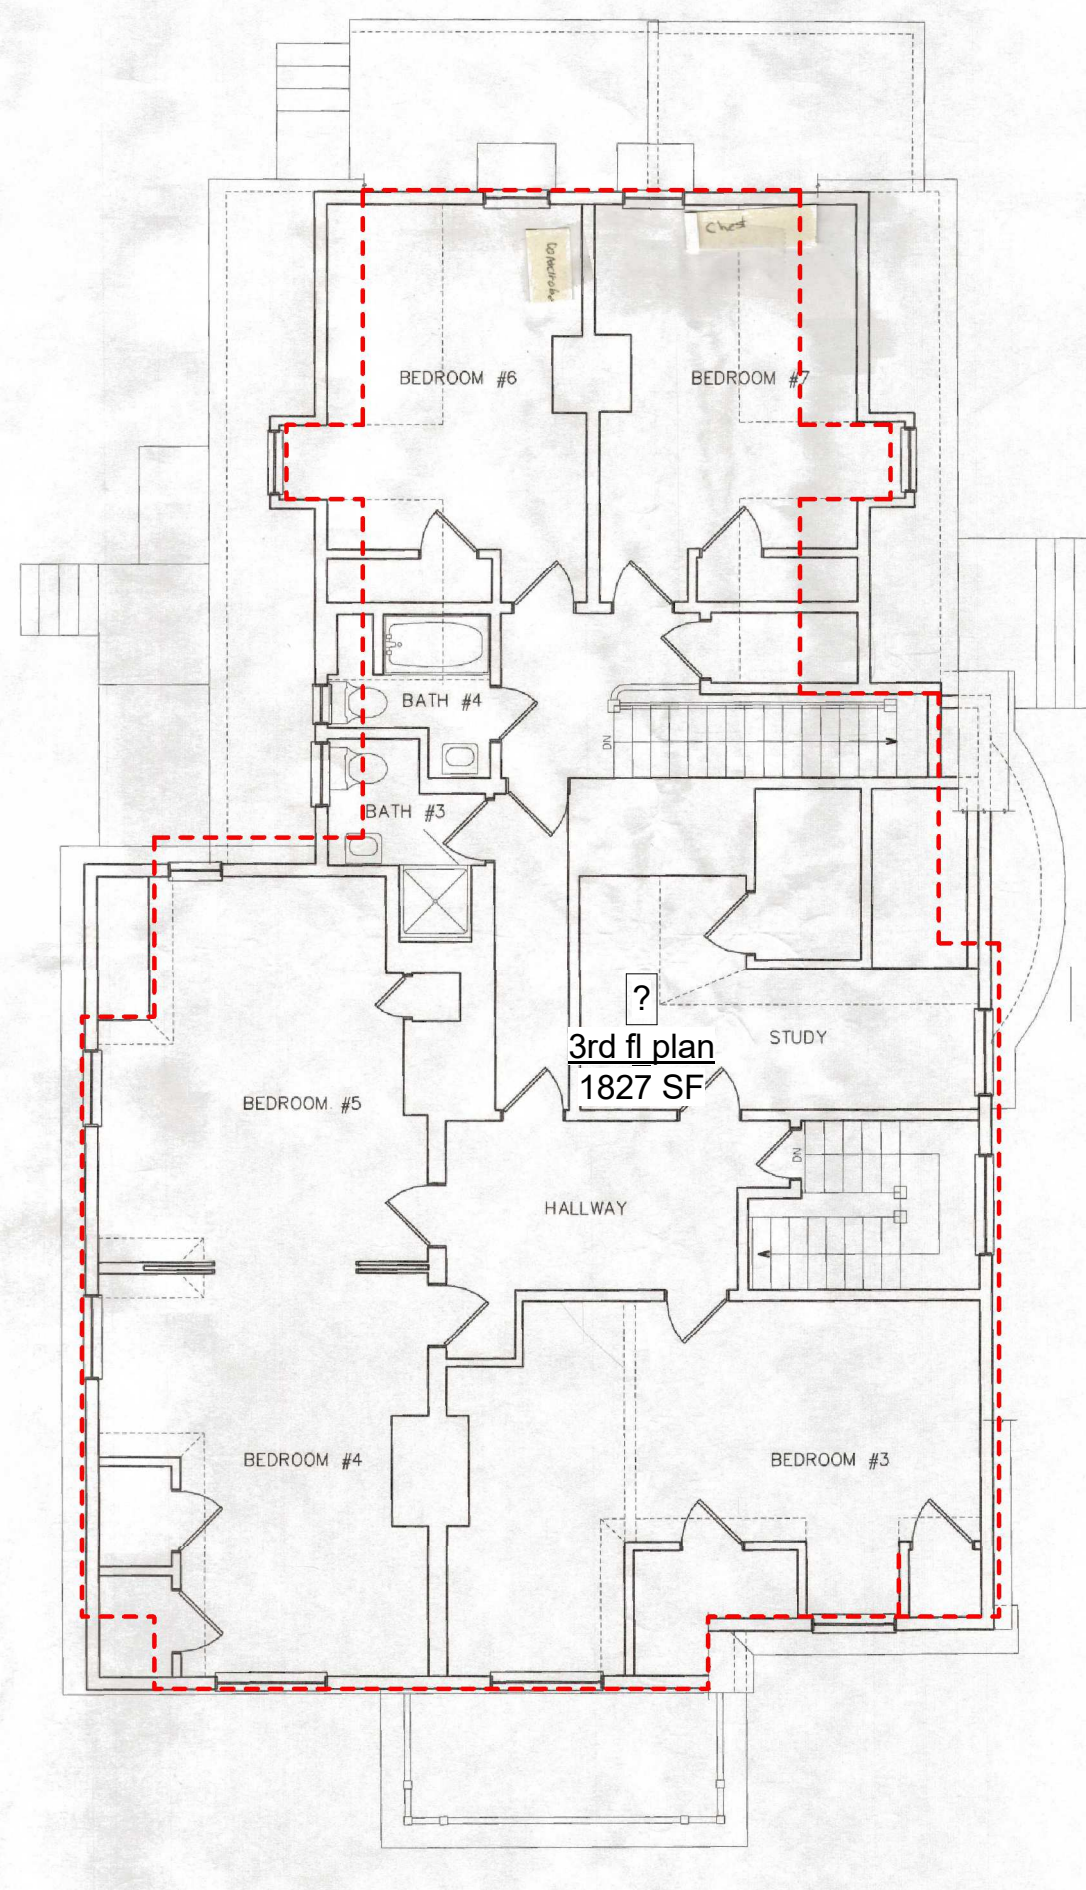 Chest
Wardrobe
BEDROOM #6
BEDROOM #7
BATH #4
DN
BATH #3
?
3rd fl plan
1827 SF
STUDY
BEDROOM #5
DN
HALLWAY
BEDROOM #4
BEDROOM #3